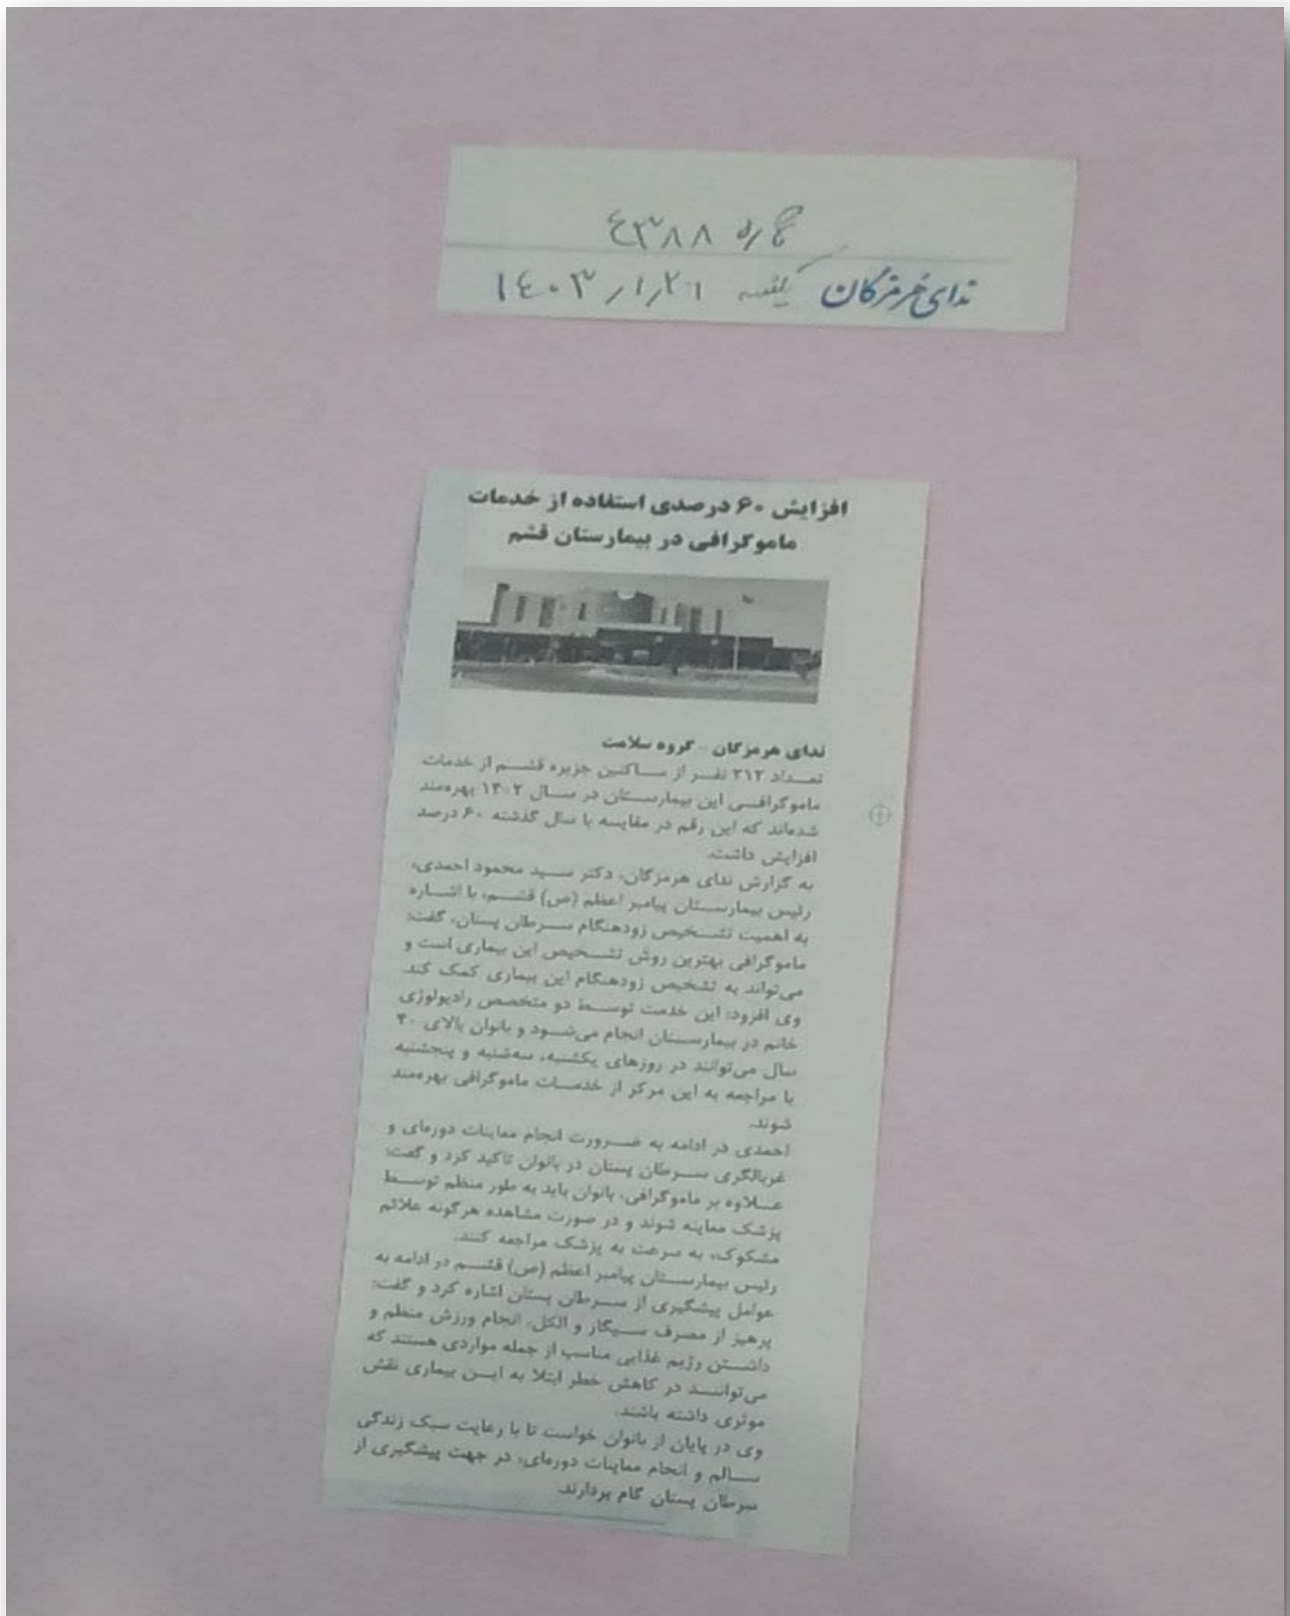 شماره ۴۳۸۸
ندای هرمزگان یکشنبه ۱۴۰۳/۱/۲۶
افزایش ۶۰ درصدی استفاده از خدمات
ماموگرافی در بیمارستان قشم
ندای هرمزگان - گروه سلامت
تعداد ۲۱۲ نفر از ساکنین جزیره قشم از خدمات
ماموگرافی این بیمارستان در سال ۱۴۰۲ بهره‌مند
شده‌اند که این رقم در مقایسه با سال گذشته ۶۰ درصد
افزایش داشت.
به گزارش ندای هرمزگان، دکتر سید محمود احمدی،
رئیس بیمارستان پیامبر اعظم (ص) قشم، با اشاره
به اهمیت تشخیص زودهنگام سرطان پستان، گفت:
ماموگرافی بهترین روش تشخیص این بیماری است و
می‌تواند به تشخیص زودهنگام این بیماری کمک کند.
وی افزود: این خدمت توسط دو متخصص رادیولوژی
خانم در بیمارستان انجام می‌شود و بانوان بالای ۴۰
سال می‌توانند در روزهای یکشنبه، سه‌شنبه و پنجشنبه
با مراجعه به این مرکز از خدمات ماموگرافی بهره‌مند
شوند.
احمدی در ادامه به ضرورت انجام معاینات دوره‌ای و
غربالگری سرطان پستان در بانوان تاکید کرد و گفت:
علاوه بر ماموگرافی، بانوان باید به طور منظم توسط
پزشک معاینه شوند و در صورت مشاهده هرگونه علائم
مشکوک، به سرعت به پزشک مراجعه کنند.
رئیس بیمارستان پیامبر اعظم (ص) قشم در ادامه به
عوامل پیشگیری از سرطان پستان اشاره کرد و گفت:
پرهیز از مصرف سیگار و الکل، انجام ورزش منظم و
داشتن رژیم غذایی مناسب از جمله مواردی هستند که
می‌توانند در کاهش خطر ابتلا به این بیماری نقش
موثری داشته باشند.
وی در پایان از بانوان خواست تا با رعایت سبک زندگی
سالم و انجام معاینات دوره‌ای، در جهت پیشگیری از
سرطان پستان گام بردارند.